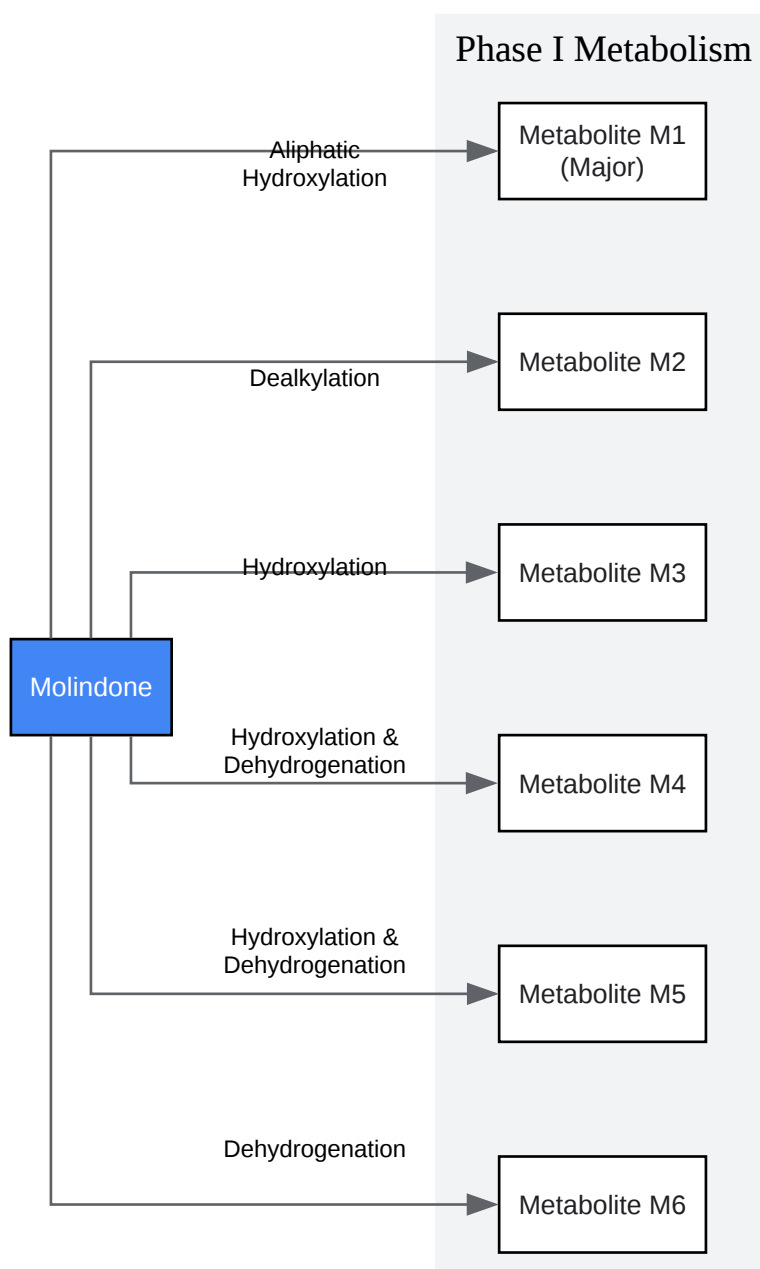 Phase I Metabolism
Aliphatic
Hydroxylation
Metabolite M1
(Major)
Dealkylation
Metabolite M2
Hydroxylation
Metabolite M3
Molindone
Hydroxylation &
Dehydrogenation
Metabolite M4
Hydroxylation &
Dehydrogenation
Metabolite M5
Dehydrogenation
Metabolite M6